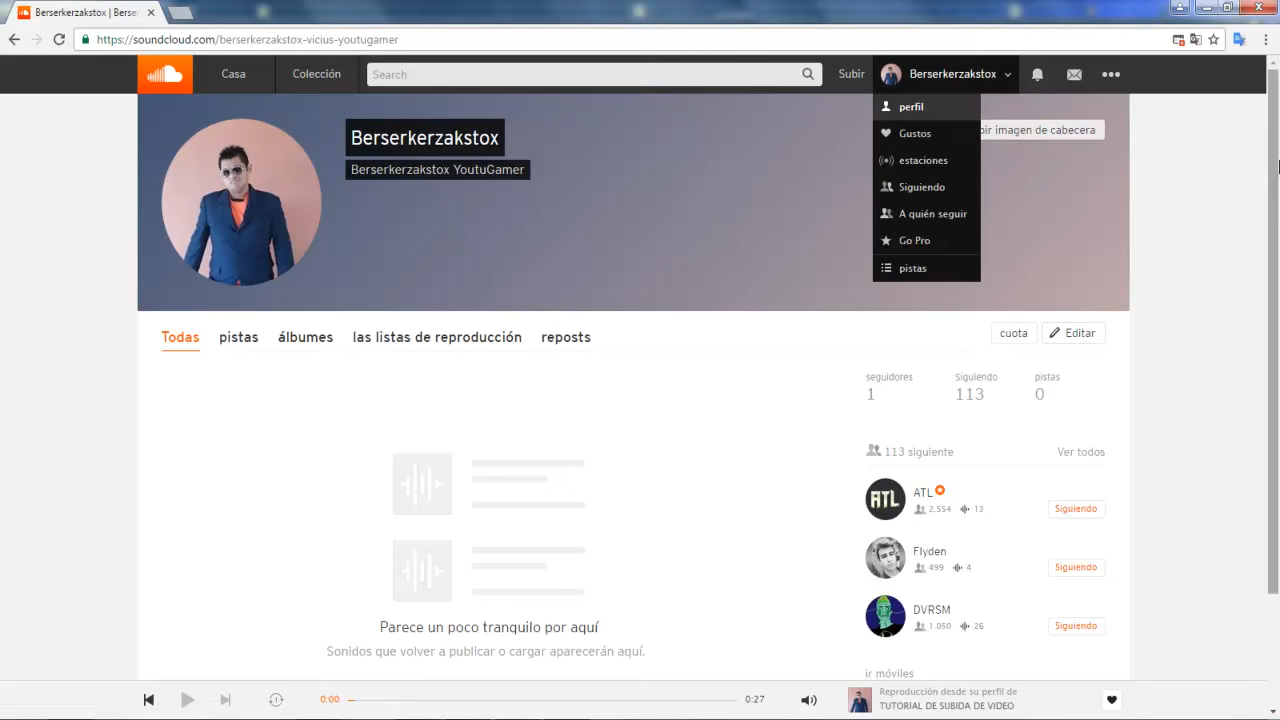 Berserkerzakstox | Berse
https://soundcloud.com/berserkerzakstox-vicius-youtugamer
Casa
Colección
Search
Subir
Berserkerzakstox
perfil
Gustos
estaciones
Siguiendo
A quién seguir
Go Pro
pistas
bir imagen de cabecera
Berserkerzakstox
Berserkerzakstox YoutuGamer
Todas
pistas
álbumes
las listas de reproducción
reposts
cuota
Editar
seguidores
1
Siguiendo
113
pistas
0
113 siguiente
Ver todos
ATL
ATL
2.554
13
Siguiendo
Flyden
499
4
Siguiendo
DVRSM
1.050
26
Siguiendo
ir móviles
Parece un poco tranquilo por aquí
Sonidos que volver a publicar o cargar aparecerán aquí.
1
0:00
0:27
Reproducción desde su perfil de
TUTORIAL DE SUBIDA DE VIDEO